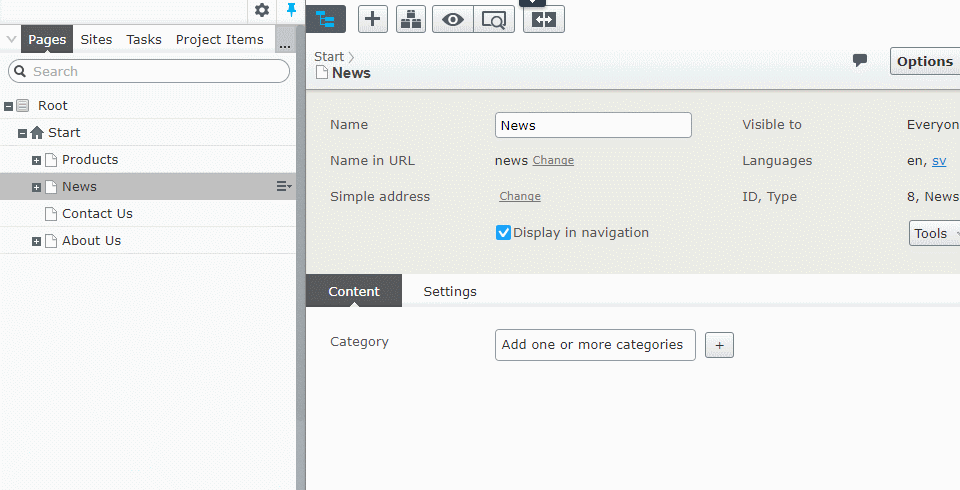 Pages Sites Tasks Project Items ...
Search
Root
Start
Products
News
Contact Us
About Us
Start
News
Options
Name
News
Visible to
Everyon
Name in URL
news Change
Languages
en, sv
Simple address
Change
ID, Type
8, News
Display in navigation
Tools
Content
Settings
Category
Add one or more categories
+